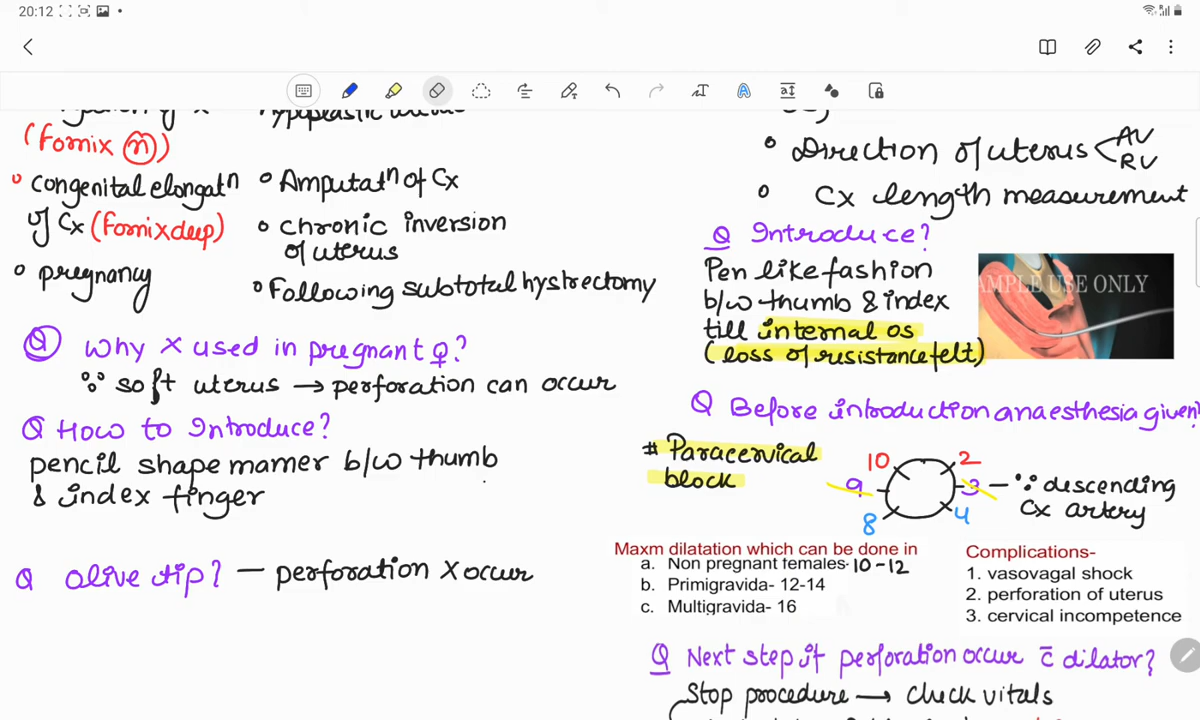 20:12
(Fornix (n))
congenital elongatn
of Cx (Fornix deep)
pregnancy
Amputatn of Cx
chronic inversion
of uterus
Following subtotal hystrectomy
Q Why X used in pregnant ♀?
∵ soft uterus → perforation can occur
Q How to Introduce?
pencil shape manner b/w thumb
& index finger
Q olive tip? — perforation X occur
Direction of uterus < AV
RV
Cx length measurement
Q Introduce?
Pen like fashion
b/w thumb & index
till internal os
(loss of resistance felt)
AMPLE USE ONLY
Q Before introduction anaesthesia given?
# Paracervical
block
10 2
9 3 — ∵ descending
Cx artery
8 4
Maxm dilatation which can be done in
a. Non pregnant females- 10-12
b. Primigravida- 12-14
c. Multigravida- 16
Complications-
1. vasovagal shock
2. perforation of uterus
3. cervical incompetence
Q Next step if perforation occur c̄ dilator?
Stop procedure → check vitals